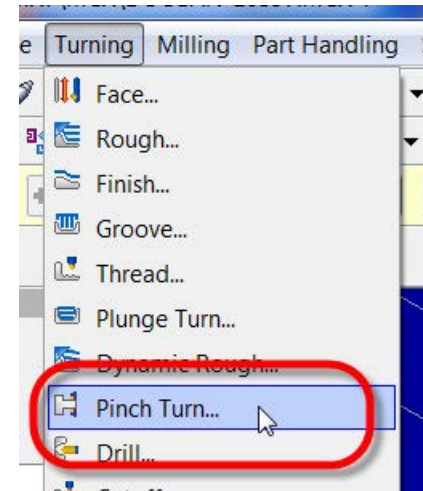 e Turning Milling Part Handling
Face...
Rough...
Finish...
Groove...
Thread...
Plunge Turn...
Dynamic Rough...
Pinch Turn...
Drill...